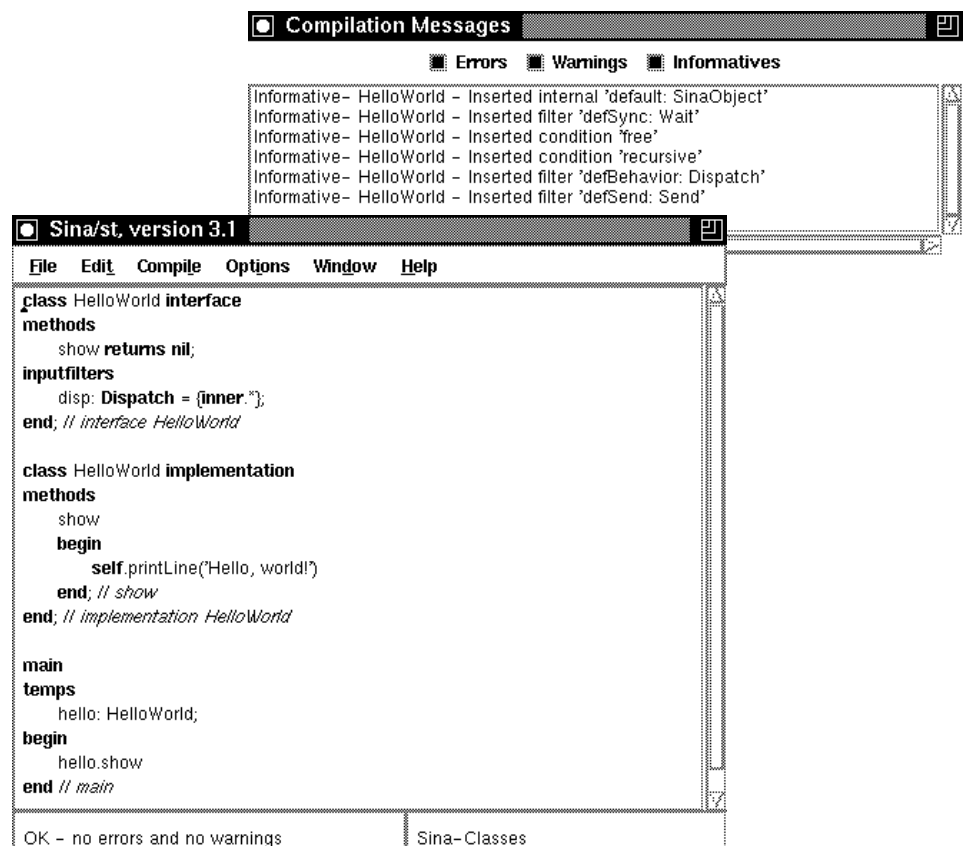 Compilation Messages
Errors Warnings Informatives
Informative- HelloWorld - Inserted internal 'default: SinaObject'
Informative- HelloWorld - Inserted filter 'defSync: Wait'
Informative- HelloWorld - Inserted condition 'free'
Informative- HelloWorld - Inserted condition 'recursive'
Informative- HelloWorld - Inserted filter 'defBehavior: Dispatch'
Informative- HelloWorld - Inserted filter 'defSend: Send'
Sina/st, version 3.1
File Edit Compile Options Window Help
class HelloWorld interface
methods
show returns nil;
inputfilters
disp: Dispatch = {inner.*};
end; // interface HelloWorld
class HelloWorld implementation
methods
show
begin
self.printLine('Hello, world!')
end; // show
end; // implementation HelloWorld
main
temps
hello: HelloWorld;
begin
hello.show
end // main
OK - no errors and no warnings
Sina-Classes